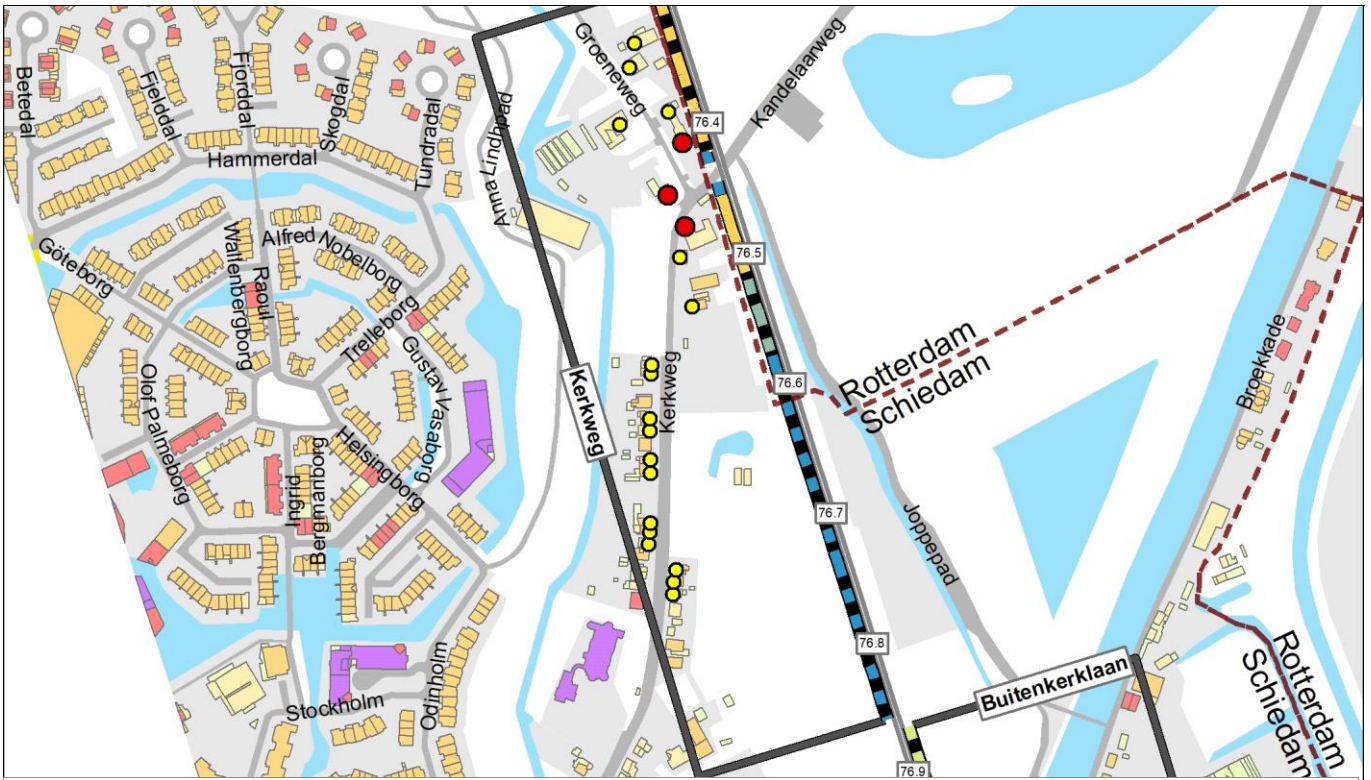 Betedal
Fjelddal
Fjorddal
Skogdal
Tundradal
Hammerdal
Anna Lindhpad
Groeneweg
Kandelaarweg
76.4
76.5
76.6
76.7
76.8
76.9
Göteborg
Alfred Nobelborg
Raoul
Wallenbergborg
Trelleborg
Gustav Vasaborg
Olof Palmeborg
Helsingborg
Ingrid
Bergmanborg
Kerkweg
Kerkweg
Rotterdam
Schiedam
Joppepad
Broekkade
Buitenkerklaan
Rotterdam
Schiedam
Stockholm
Odinholm